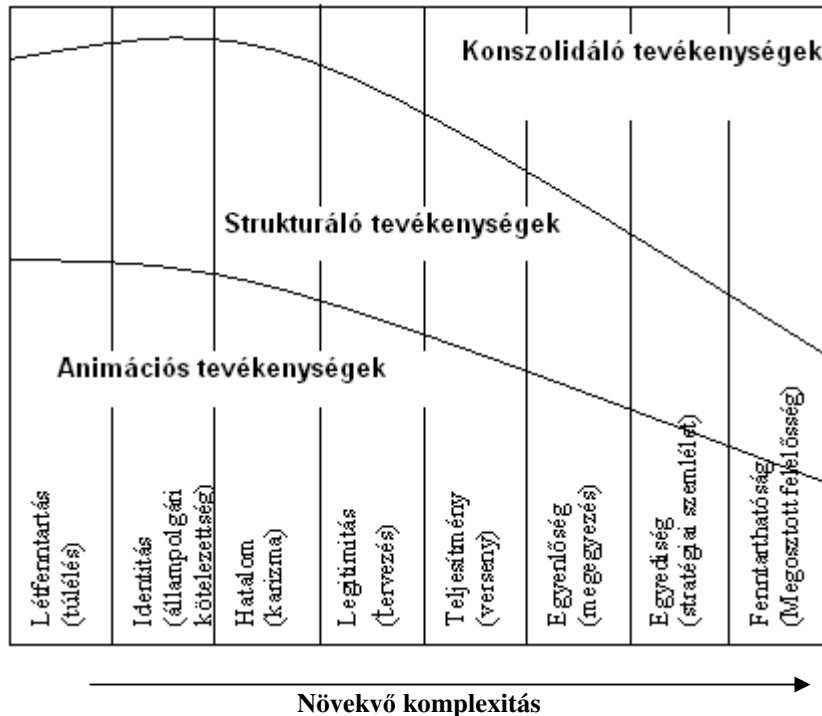 Konszolidáló tevékenységek
Strukturáló tevékenységek
Animációs tevékenységek
Létfenntartás
(túlélés)
Identitás
(állampolgári
kötelezettség)
Hatalom
(karizma)
Legitimitás
(tervezés)
Teljesítmény
(verseny)
Egyenlőség
(megegyezés)
Egyediség
(stratégiai szemlélet)
Fenntarthatóság
(Megosztott felelősség)
Növekvő komplexitás